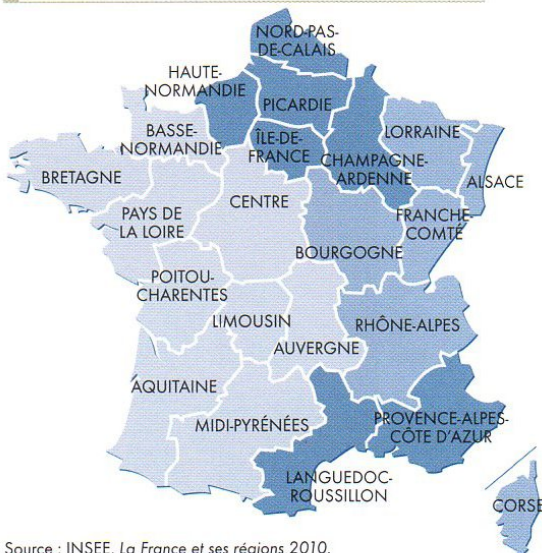 NORD-PAS-
DE-CALAIS
HAUTE-
NORMANDIE
PICARDIE
BASSE-
NORMANDIE
ÎLE-DE-
FRANCE
LORRAINE
CHAMPAGNE-
ARDENNE
ALSACE
BRETAGNE
PAYS DE
LA LOIRE
CENTRE
FRANCHE
COMTÉ
BOURGOGNE
POITOU-
CHARENTES
LIMOUSIN
AUVERGNE
RHÔNE-ALPES
AQUITAINE
MIDI-PYRÉNÉES
PROVENCE-ALPES-
CÔTE D'AZUR
LANGUEDOC-
ROUSSILLON
CORSE
Source : INSEE, La France et ses régions 2010.